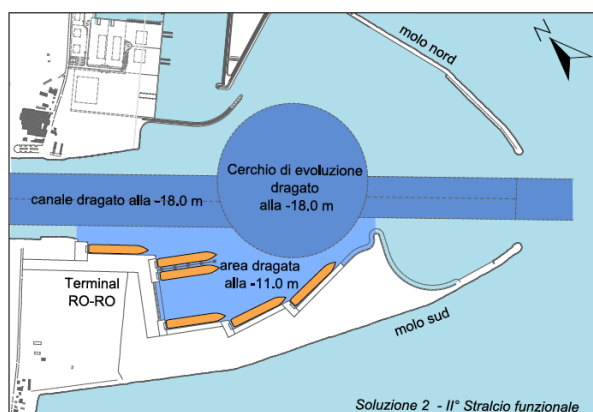 molo nord
N
Cerchio di evoluzione
dragato
alla -18.0 m
canale dragato alla -18.0 m
area dragata
alla -11.0 m
Terminal
RO-RO
molo sud
Soluzione 2 - II° Stralcio funzionale